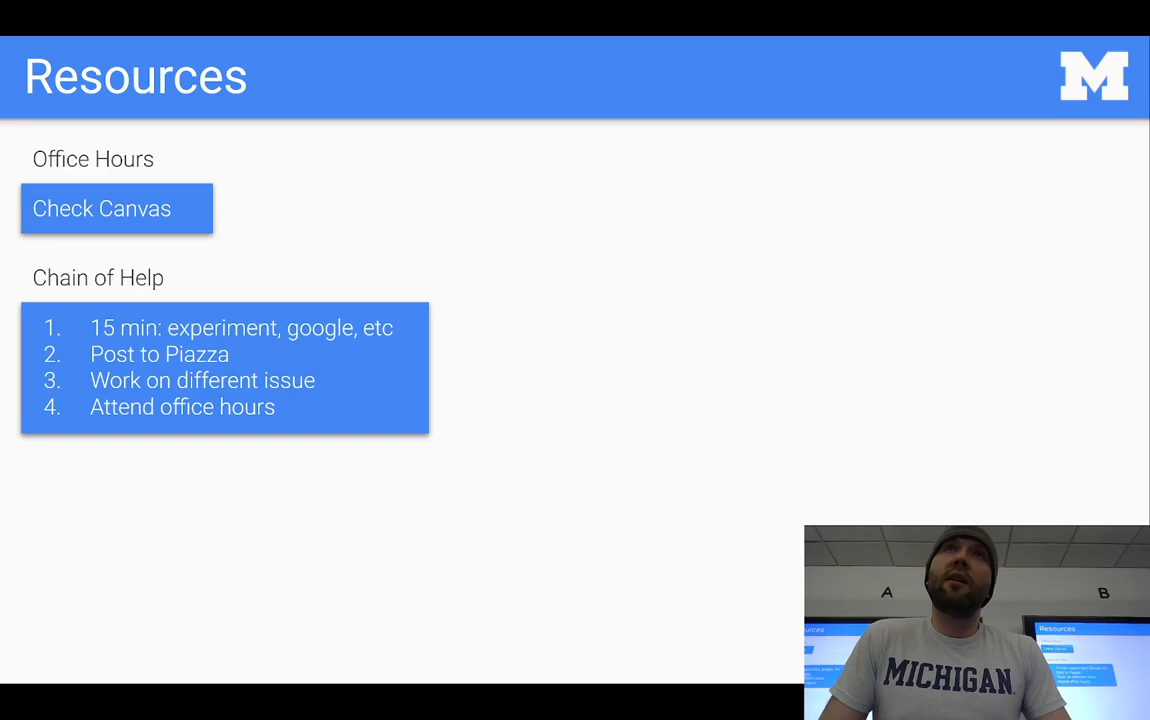 Resources
M
Office Hours
Check Canvas
Chain of Help
1. 15 min: experiment, google, etc
2. Post to Piazza
3. Work on different issue
4. Attend office hours
A
B
Resources
MICHIGAN